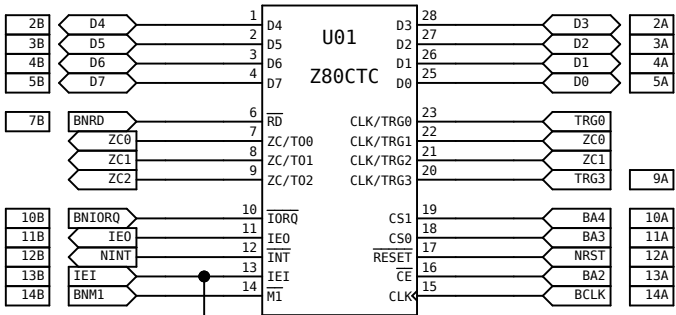 2B D4 1 D4 U01 D3 28 D3 2A
3B D5 2 D5 D2 27 D2 3A
4B D6 3 D6 Z80CTC D1 26 D1 4A
5B D7 4 D7 D0 25 D0 5A
7B BNRD 6 RD CLK/TRG0 23 TRG0
ZC0 7 ZC/TO0 CLK/TRG1 22 ZC0
ZC1 8 ZC/TO1 CLK/TRG2 21 ZC1
ZC2 9 ZC/TO2 CLK/TRG3 20 TRG3 9A
10B BNIORQ 10 IORQ CS1 19 BA4 10A
11B IEO 11 IEO CS0 18 BA3 11A
12B NINT 12 INT RESET 17 NRST 12A
13B IEI 13 IEI CE 16 BA2 13A
14B BNM1 14 M1 CLK 15 BCLK 14A